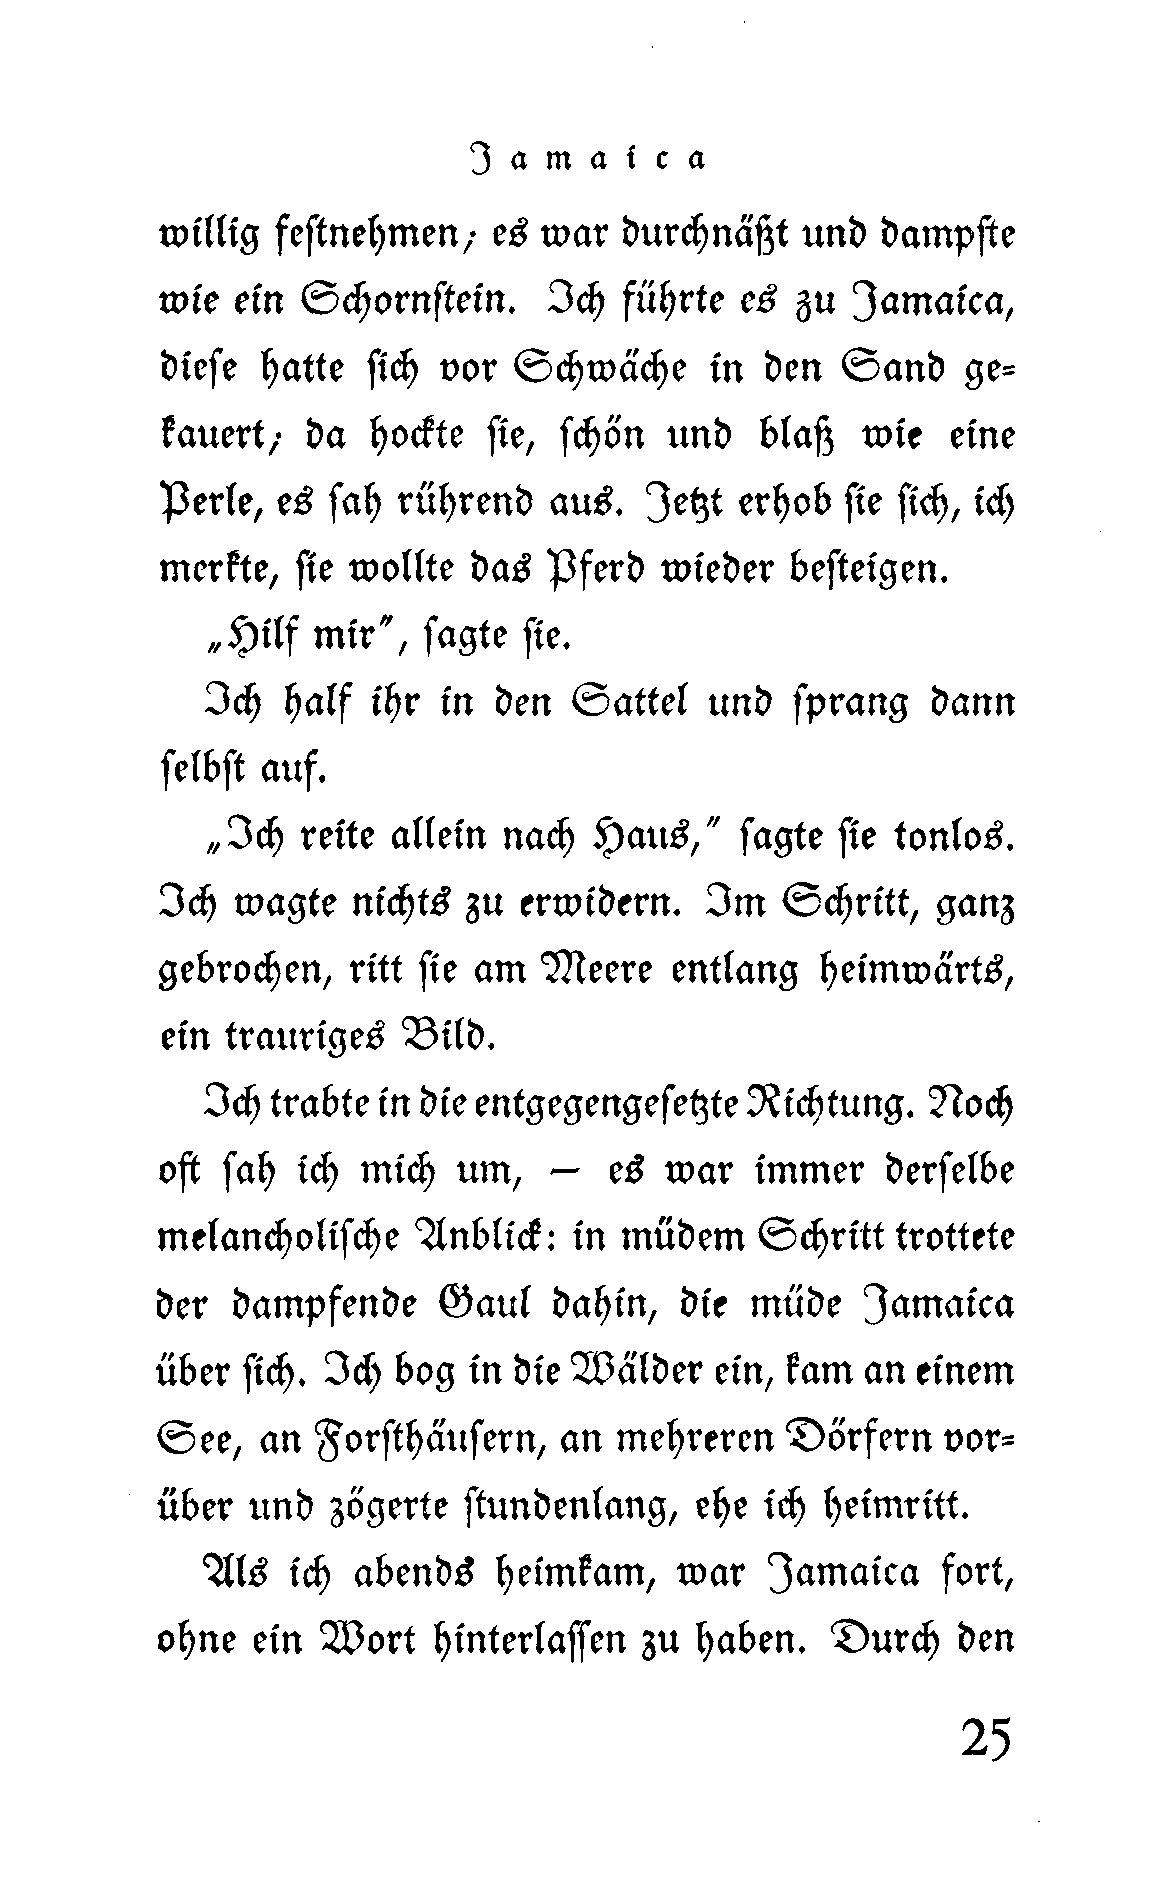 Jamaica
willig feſtnehmen; es war durchnäßt und dampfte
wie ein Schornſtein. Ich führte es zu Jamaica,
dieſe hatte ſich vor Schwäche in den Sand ge-
kauert; da hockte ſie, ſchön und blaß wie eine
Perle, es ſah rührend aus. Jetzt erhob ſie ſich, ich
merkte, ſie wollte das Pferd wieder beſteigen.
„Hilf mir“, ſagte ſie.
Ich half ihr in den Sattel und ſprang dann
ſelbſt auf.
„Ich reite allein nach Haus,“ ſagte ſie tonlos.
Ich wagte nichts zu erwidern. Im Schritt, ganz
gebrochen, ritt ſie am Meere entlang heimwärts,
ein trauriges Bild.
Ich trabte in die entgegengeſetzte Richtung. Noch
oft ſah ich mich um, — es war immer derſelbe
melancholiſche Anblick: in müdem Schritt trottete
der dampfende Gaul dahin, die müde Jamaica
über ſich. Ich bog in die Wälder ein, kam an einem
See, an Forſthäuſern, an mehreren Dörfern vor-
über und zögerte ſtundenlang, ehe ich heimritt.
Als ich abends heimkam, war Jamaica fort,
ohne ein Wort hinterlaſſen zu haben. Durch den
25